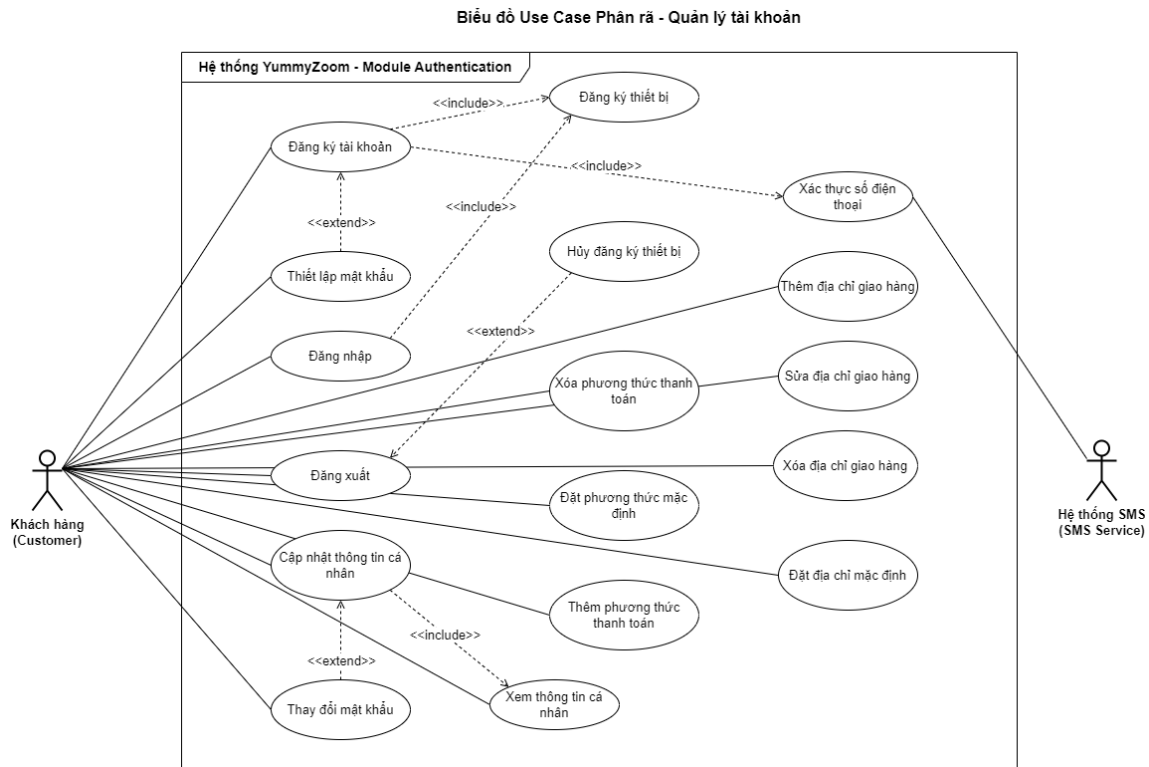 Biểu đồ Use Case Phân rã - Quản lý tài khoản
Hệ thống YummyZoom - Module Authentication
<<include>>
Đăng ký thiết bị
Đăng ký tài khoản
<<include>>
Xác thực số điện
thoại
<<include>>
<<extend>>
Hủy đăng ký thiết bị
Thiết lập mật khẩu
Thêm địa chỉ giao hàng
<<extend>>
Đăng nhập
Xóa phương thức thanh
toán
Sửa địa chỉ giao hàng
Đăng xuất
Xóa địa chỉ giao hàng
Đặt phương thức mặc
định
Khách hàng
(Customer)
Hệ thống SMS
(SMS Service)
Cập nhật thông tin cá
nhân
Đặt địa chỉ mặc định
Thêm phương thức
thanh toán
<<include>>
<<extend>>
Thay đổi mật khẩu
Xem thông tin cá
nhân